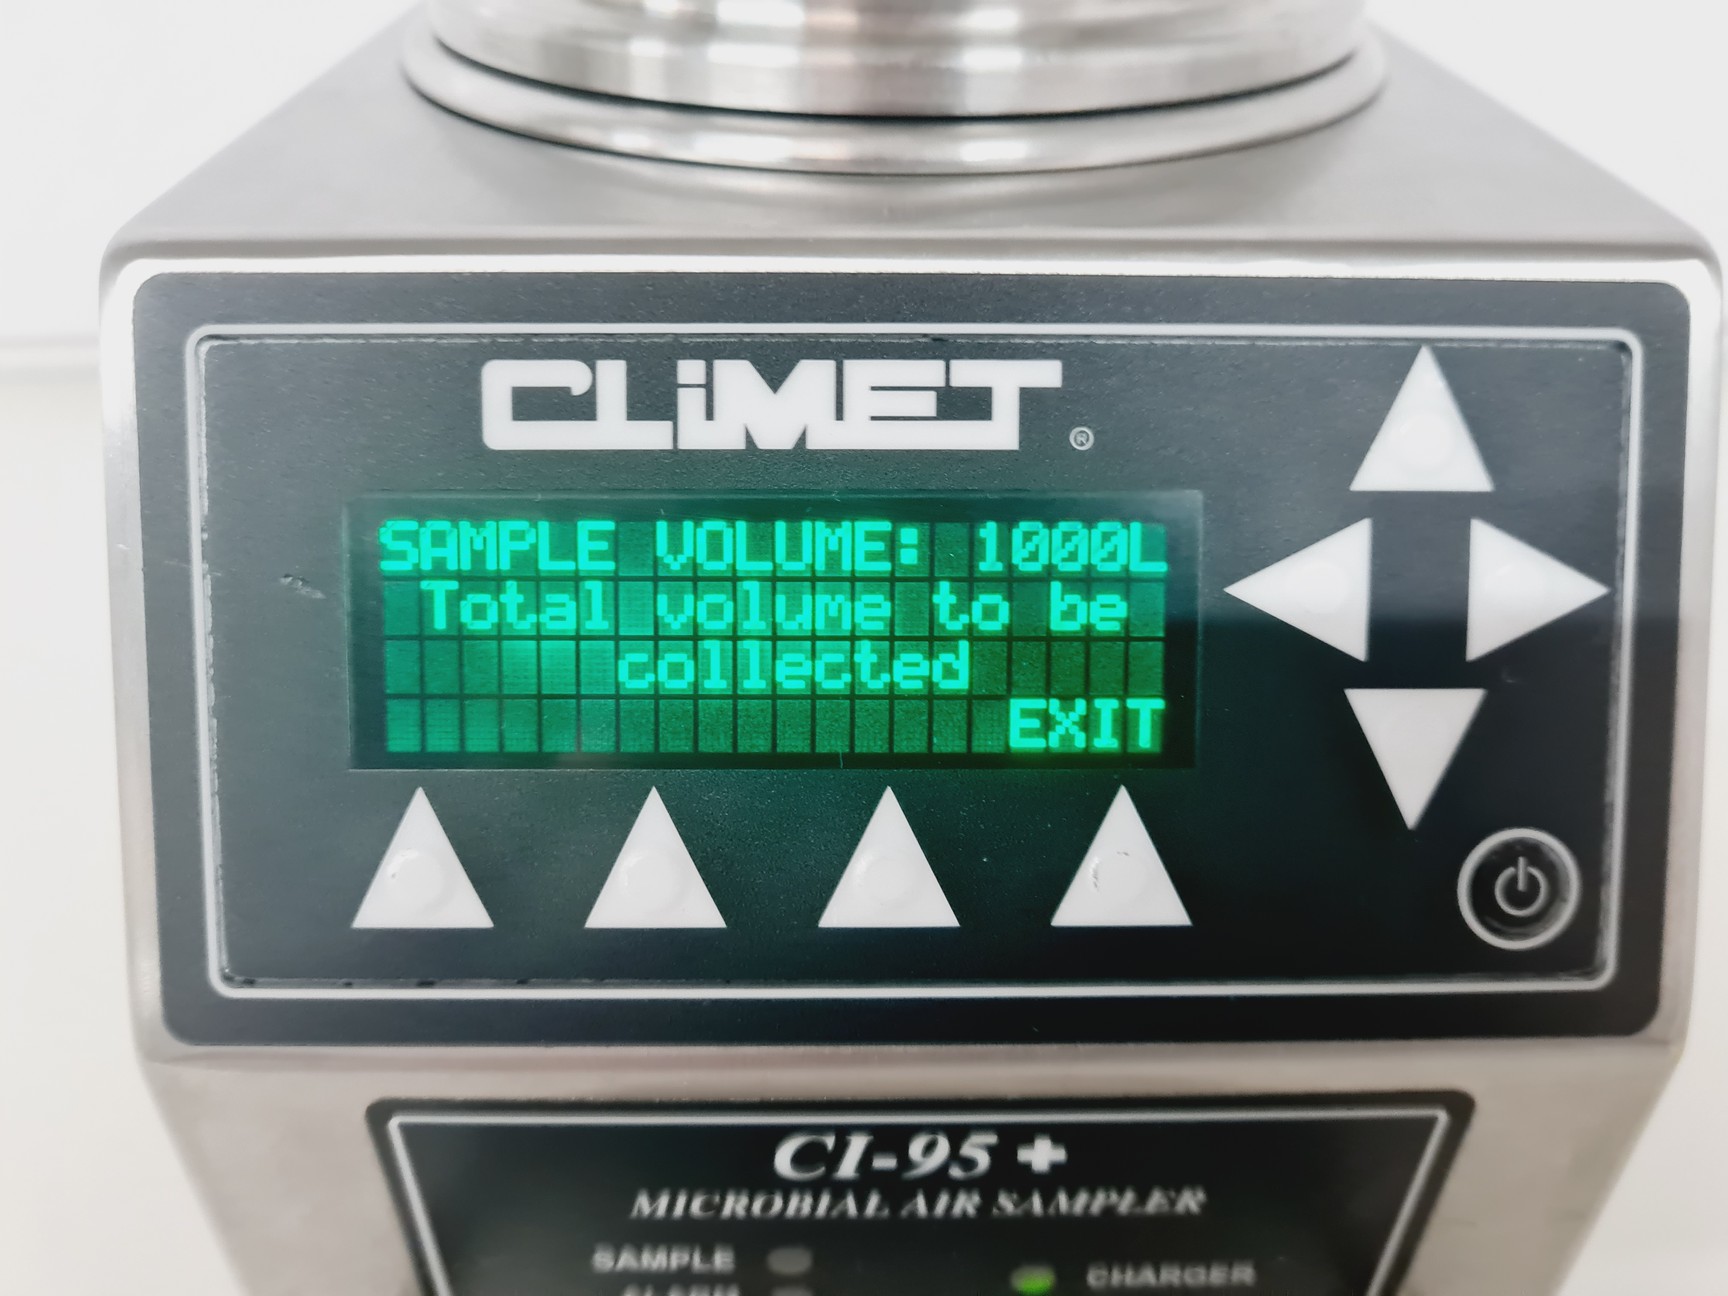 CLiMET ®
SAMPLE VOLUME: 1000L
Total volume to be
collected
EXIT
CI-95 +
MICROBIAL AIR SAMPLER
SAMPLE
CHARGER